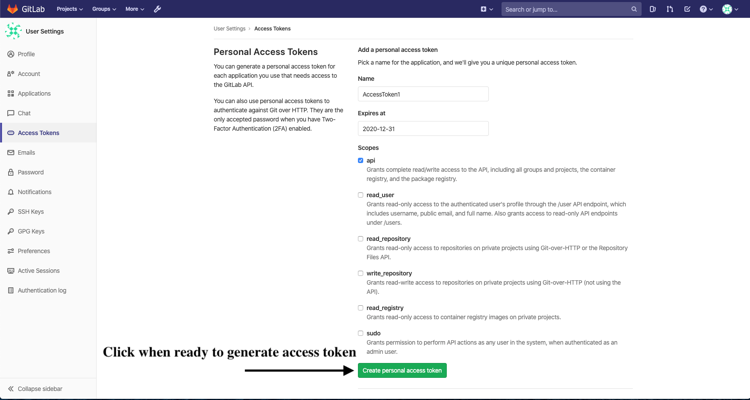 GitLab
Projects
Groups
More
Search or jump to...
User Settings
User Settings › Access Tokens
Profile
Account
Applications
Chat
Access Tokens
Emails
Password
Notifications
SSH Keys
GPG Keys
Preferences
Active Sessions
Authentication log
Collapse sidebar
Personal Access Tokens
You can generate a personal access token for
each application you use that needs access to
the GitLab API.
You can also use personal access tokens to
authenticate against Git over HTTP. They are the
only accepted password when you have Two-
Factor Authentication (2FA) enabled.
Add a personal access token
Pick a name for the application, and we'll give you a unique personal access token.
Name
AccessToken1
Expires at
2020-12-31
Scopes
api
Grants complete read/write access to the API, including all groups and projects, the container
registry, and the package registry.
read_user
Grants read-only access to the authenticated user's profile through the /user API endpoint, which
includes username, public email, and full name. Also grants access to read-only API endpoints
under /users.
read_repository
Grants read-only access to repositories on private projects using Git-over-HTTP or the Repository
Files API.
write_repository
Grants read-write access to repositories on private projects using Git-over-HTTP (not using the
API).
read_registry
Grants read-only access to container registry images on private projects.
sudo
Grants permission to perform API actions as any user in the system, when authenticated as an
admin user.
Click when ready to generate access token
Create personal access token